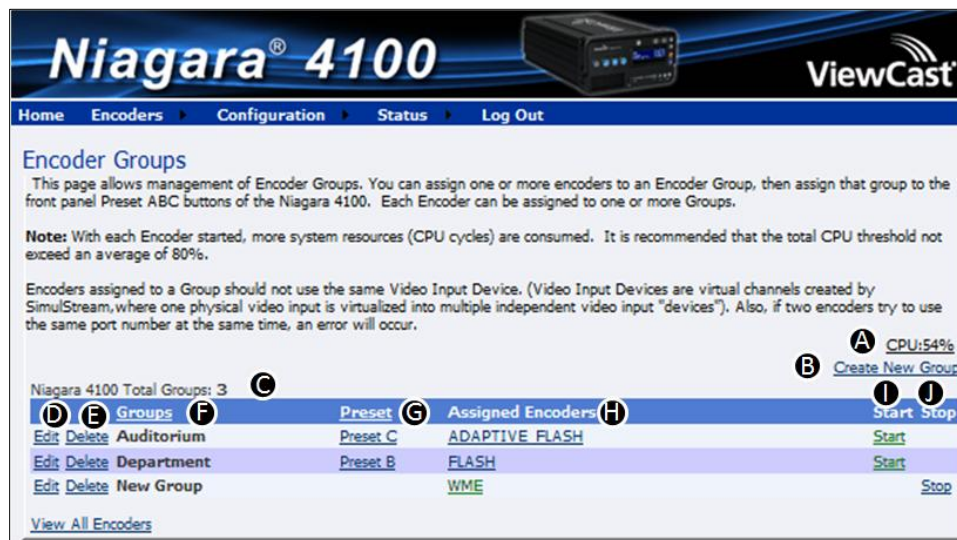 Niagara® 4100
ViewCast
Home Encoders Configuration Status Log Out
Encoder Groups
This page allows management of Encoder Groups. You can assign one or more encoders to an Encoder Group, then assign that group to the
front panel Preset ABC buttons of the Niagara 4100. Each Encoder can be assigned to one or more Groups.
Note: With each Encoder started, more system resources (CPU cycles) are consumed. It is recommended that the total CPU threshold not
exceed an average of 80%.
Encoders assigned to a Group should not use the same Video Input Device. (Video Input Devices are virtual channels created by
SimulStream,where one physical video input is virtualized into multiple independent video input "devices"). Also, if two encoders try to use
the same port number at the same time, an error will occur.
A CPU:54%
B Create New Group
Niagara 4100 Total Groups: 3 C
D E Groups F Preset G Assigned Encoders H I Start J Stop
Edit Delete Auditorium Preset C ADAPTIVE FLASH Start
Edit Delete Department Preset B FLASH Start
Edit Delete New Group WME Stop
View All Encoders